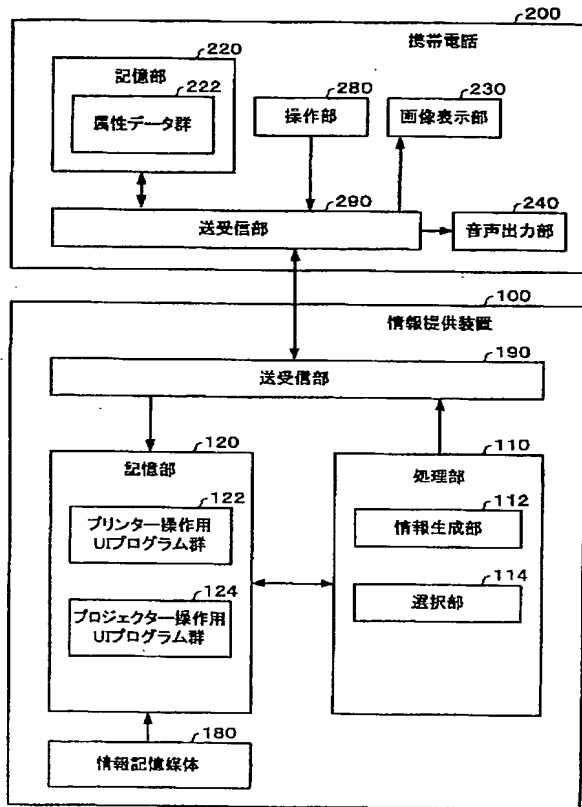 200
携帯電話
220
記憶部
222
属性データ群
280
操作部
230
画像表示部
290
送受信部
240
音声出力部
100
情報提供装置
190
送受信部
120
記憶部
122
プリンター操作用
UIプログラム群
124
プロジェクター操作用
UIプログラム群
110
処理部
112
情報生成部
114
選択部
180
情報記憶媒体